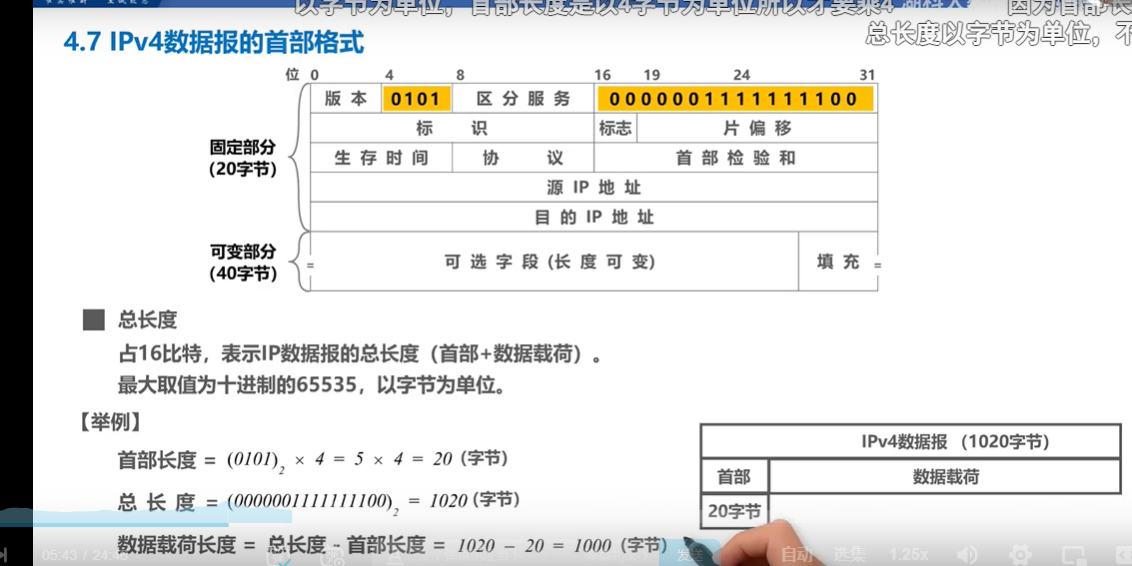 以字节为单位，首部长度是以4字节为单位所以才要乘4
因为首部长
总长度以字节为单位，不
4.7 IPv4数据报的首部格式
位 0 4 8 16 19 24 31
版 本 0101 区 分 服 务 0000001111111100
标 识 标志 片 偏 移
固定部分
(20字节)
生 存 时 间 协 议 首 部 检 验 和
源 IP 地 址
目 的 IP 地 址
可变部分
(40字节)
可 选 字 段 (长 度 可 变) 填 充
总长度
占16比特，表示IP数据报的总长度（首部+数据载荷）。
最大取值为十进制的65535，以字节为单位。
【举例】
首部长度 = (0101)₂ × 4 = 5 × 4 = 20 (字节)
总 长 度 = (0000001111111100)₂ = 1020 (字节)
数据载荷长度 = 总长度 - 首部长度 = 1020 − 20 = 1000 (字节)
IPv4数据报 （1020字节）
首部 数据载荷
20字节
05:43 / 24:46
发送 自动 选集 1.25x